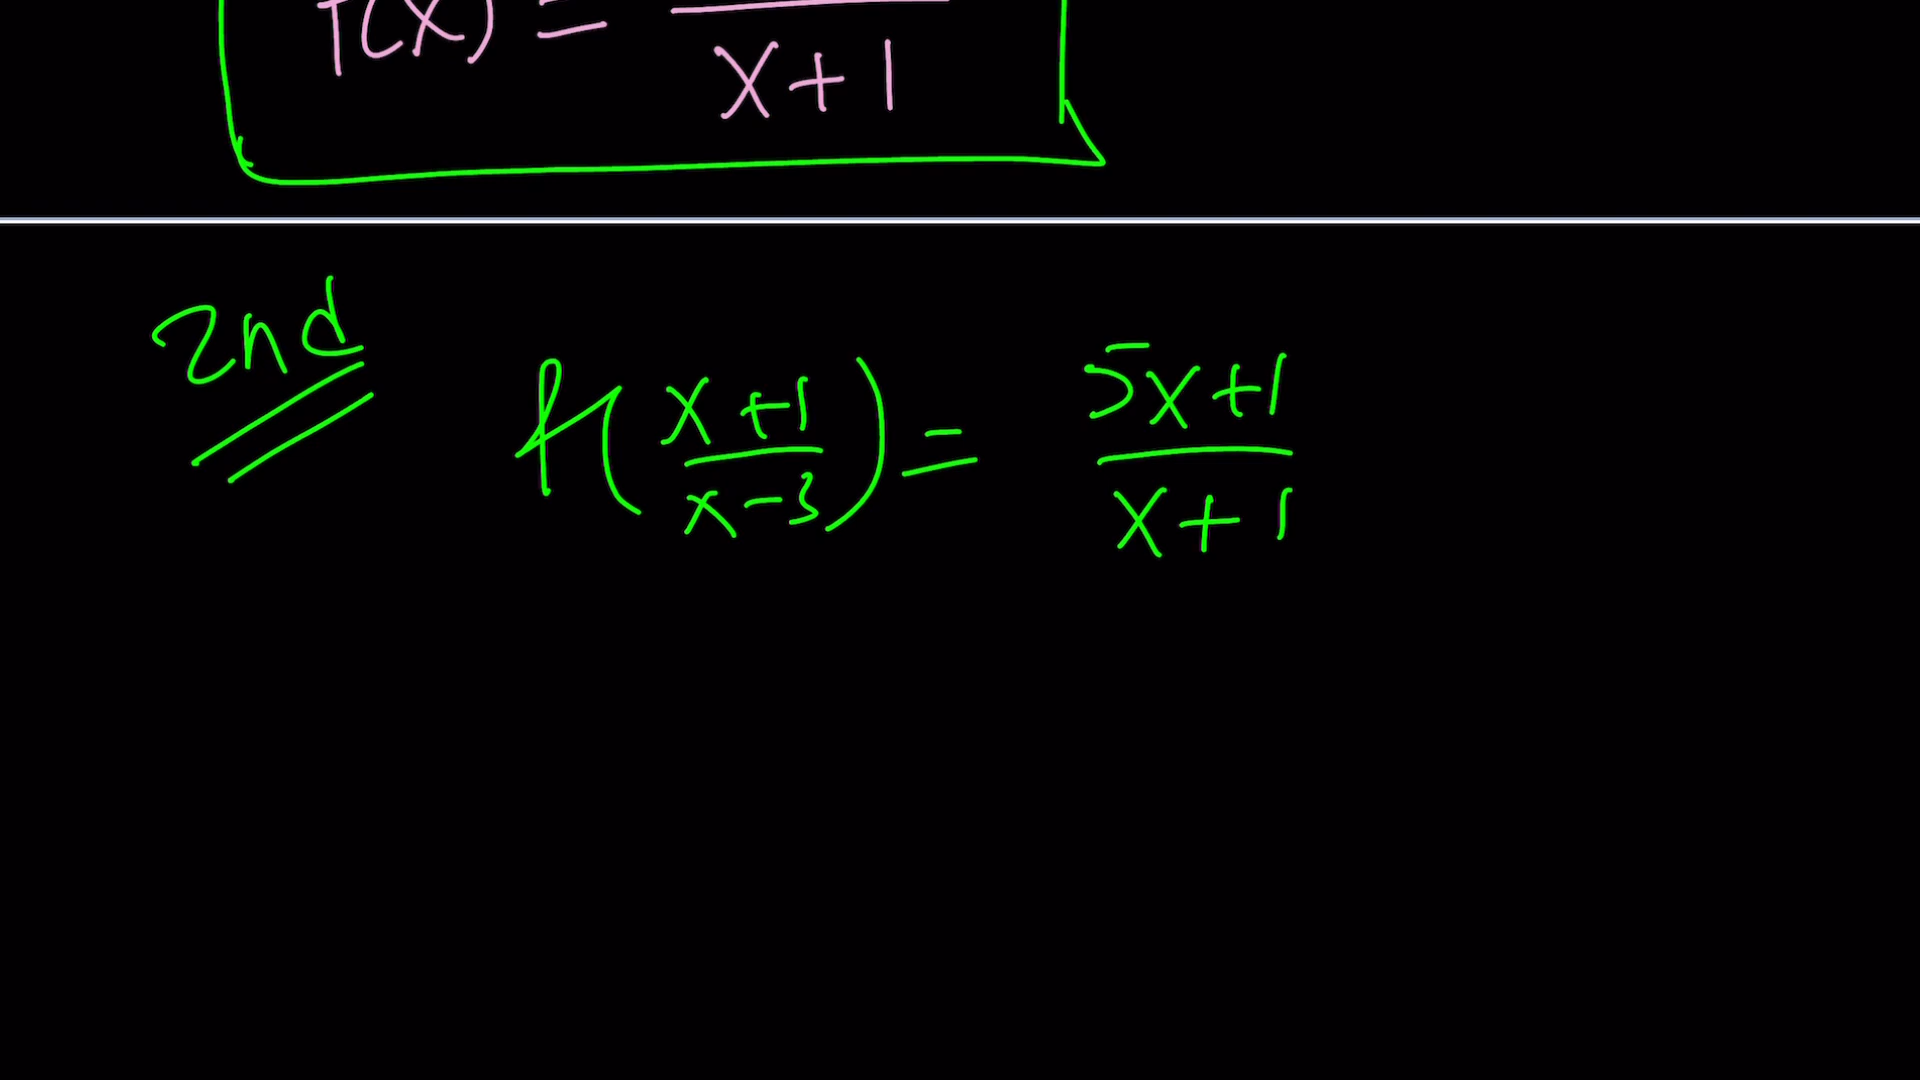 f(x) =
x+1
2nd
f(x+1/x-3) = 5x+1/x+1